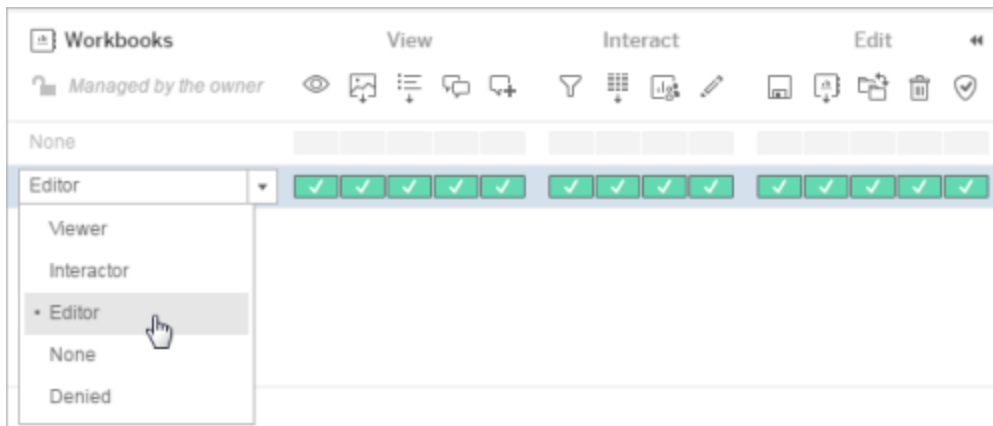 Workbooks View Interact Edit
Managed by the owner
None
Editor
Viewer
Interactor
• Editor
None
Denied